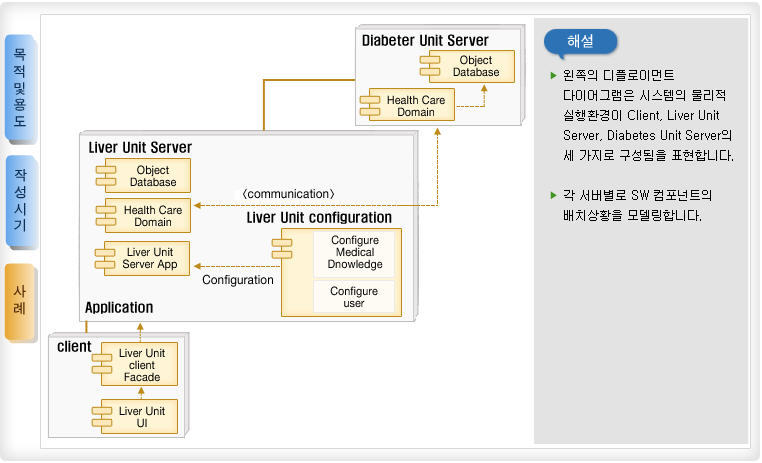 목적및용도
작성시기
사례
Diabeter Unit Server
Object
Database
Health Care
Domain
Liver Unit Server
Object
Database
〈communication〉
Health Care
Domain
Liver Unit configuration
Configure
Medical
Dnowledge
Liver Unit
Server App
Configuration
Configure
user
Application
client
Liver Unit
client
Facade
Liver Unit
UI
해설
왼쪽의 디플로이먼트
다이어그램은 시스템의 물리적
실행환경이 Client, Liver Unit
Server, Diabetes Unit Server의
세 가지로 구성됨을 표현합니다.
각 서버별로 SW 컴포넌트의
배치상황을 모델링합니다.